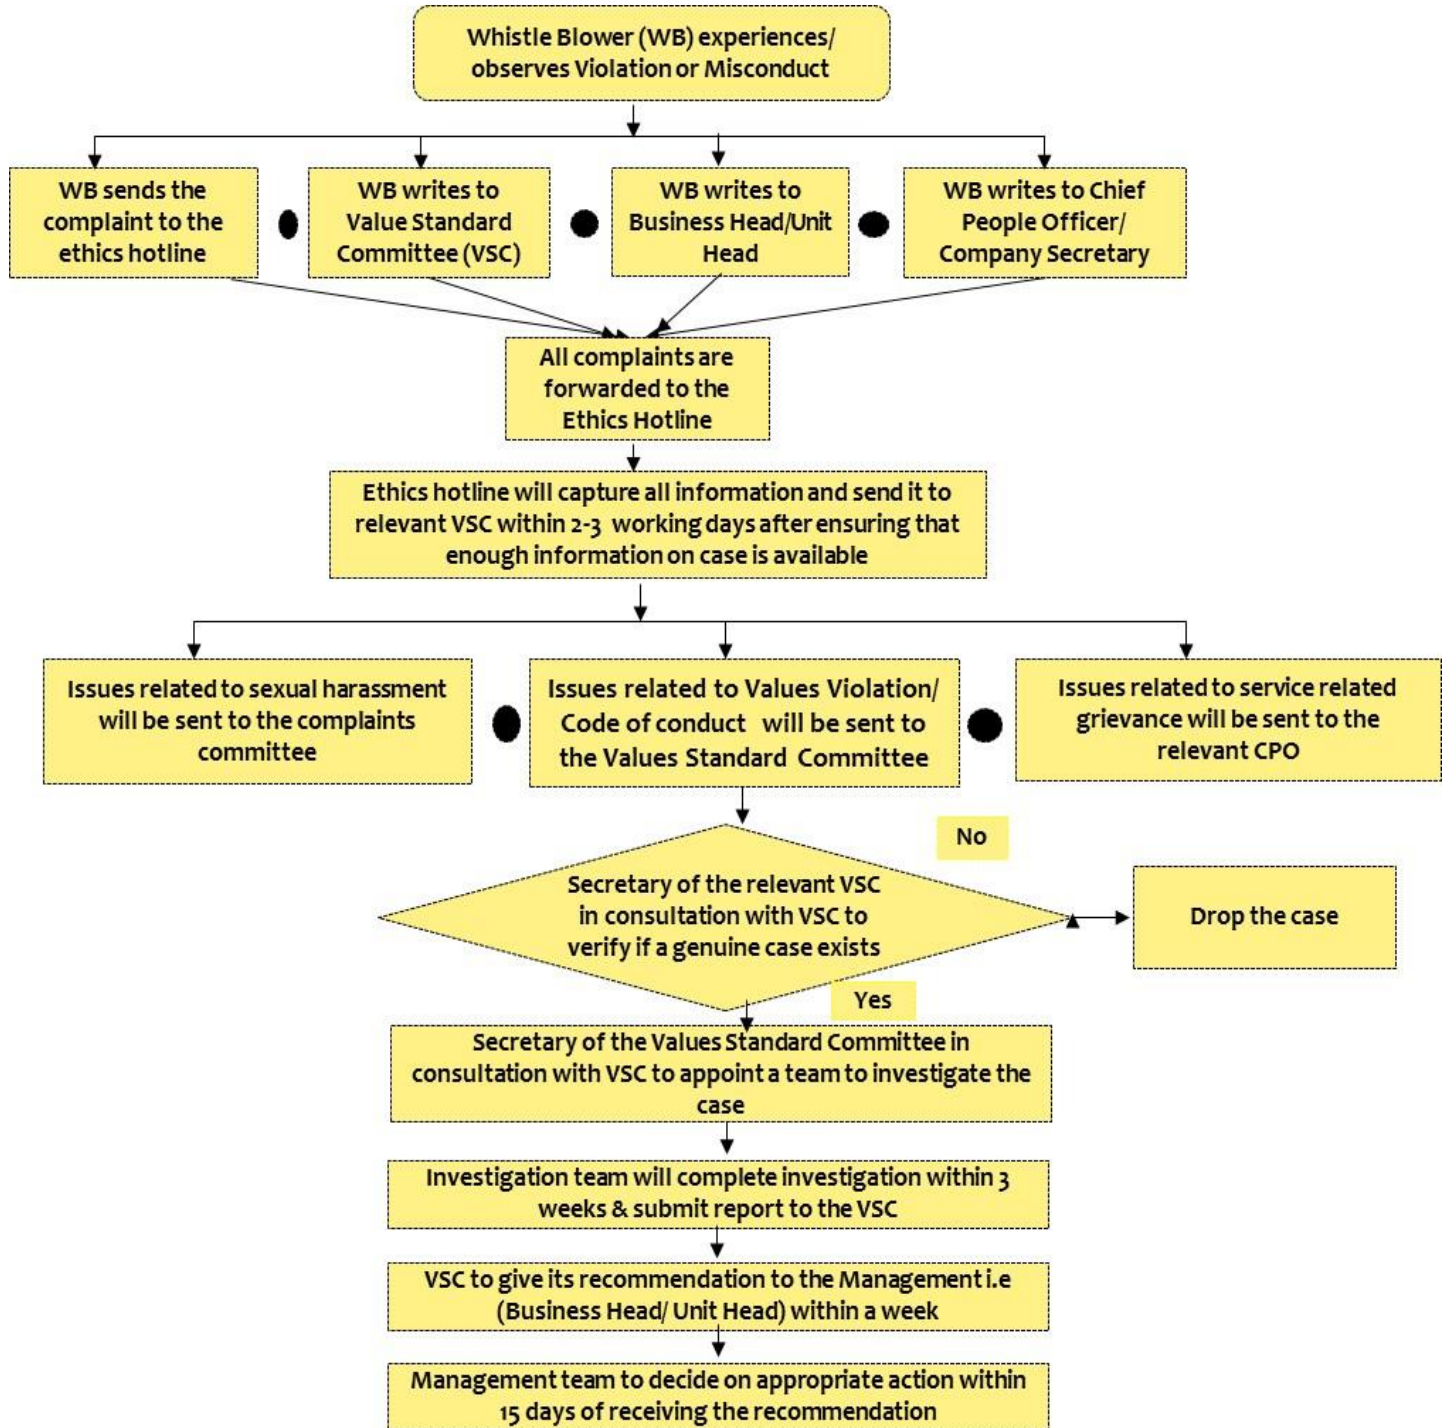 Whistle Blower (WB) experiences/
observes Violation or Misconduct
WB sends the
complaint to the
ethics hotline
WB writes to
Value Standard
Committee (VSC)
WB writes to
Business Head/Unit
Head
WB writes to Chief
People Officer/
Company Secretary
All complaints are
forwarded to the
Ethics Hotline
Ethics hotline will capture all information and send it to
relevant VSC within 2-3 working days after ensuring that
enough information on case is available
Issues related to sexual harassment
will be sent to the complaints
committee
Issues related to Values Violation/
Code of conduct will be sent to
the Values Standard Committee
Issues related to service related
grievance will be sent to the
relevant CPO
No
Secretary of the relevant VSC
in consultation with VSC to
verify if a genuine case exists
Drop the case
Yes
Secretary of the Values Standard Committee in
consultation with VSC to appoint a team to investigate the
case
Investigation team will complete investigation within 3
weeks & submit report to the VSC
VSC to give its recommendation to the Management i.e
(Business Head/ Unit Head) within a week
Management team to decide on appropriate action within
15 days of receiving the recommendation